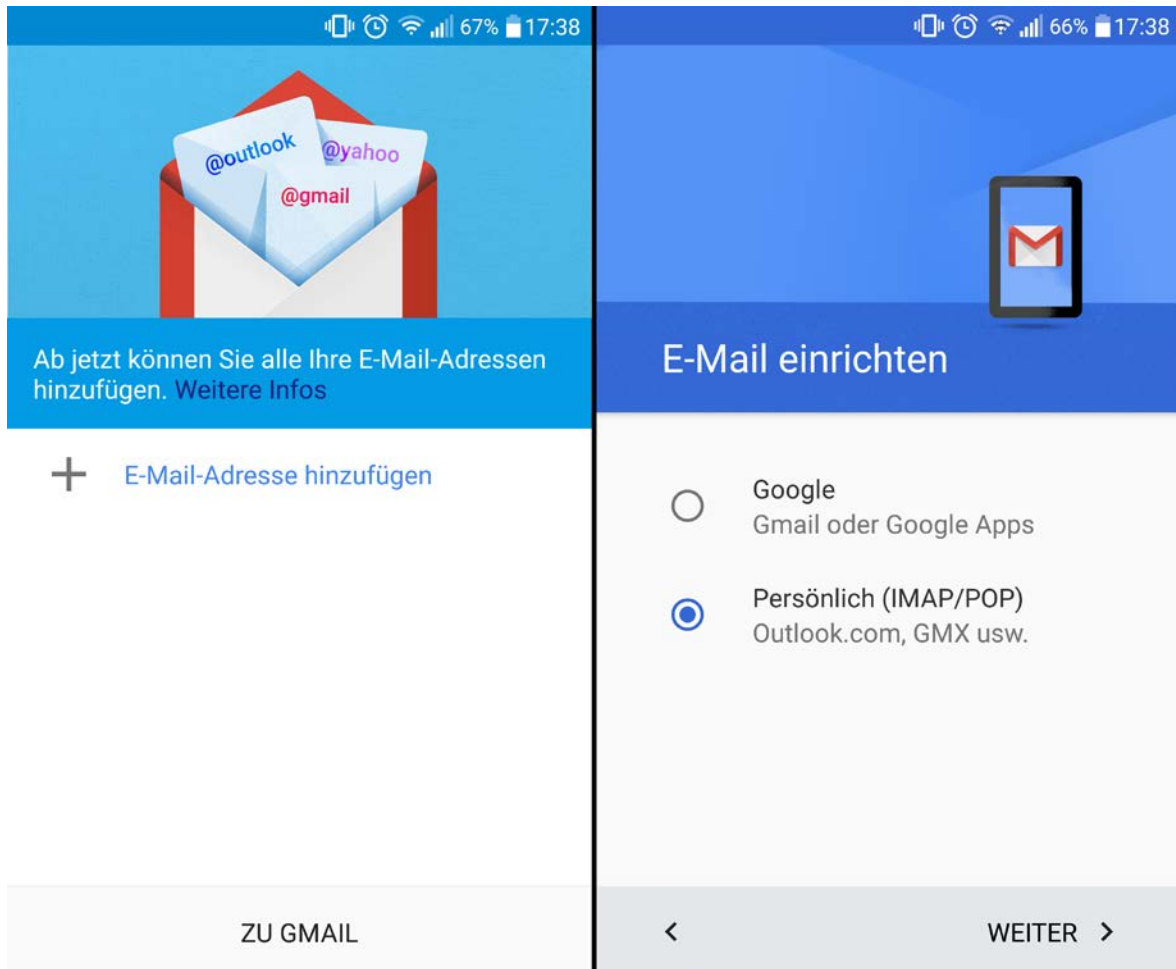 67% 17:38
@outlook
@yahoo
@gmail
Ab jetzt können Sie alle Ihre E-Mail-Adressen
hinzufügen. Weitere Infos
E-Mail-Adresse hinzufügen
ZU GMAIL
66% 17:38
E-Mail einrichten
Google
Gmail oder Google Apps
Persönlich (IMAP/POP)
Outlook.com, GMX usw.
WEITER